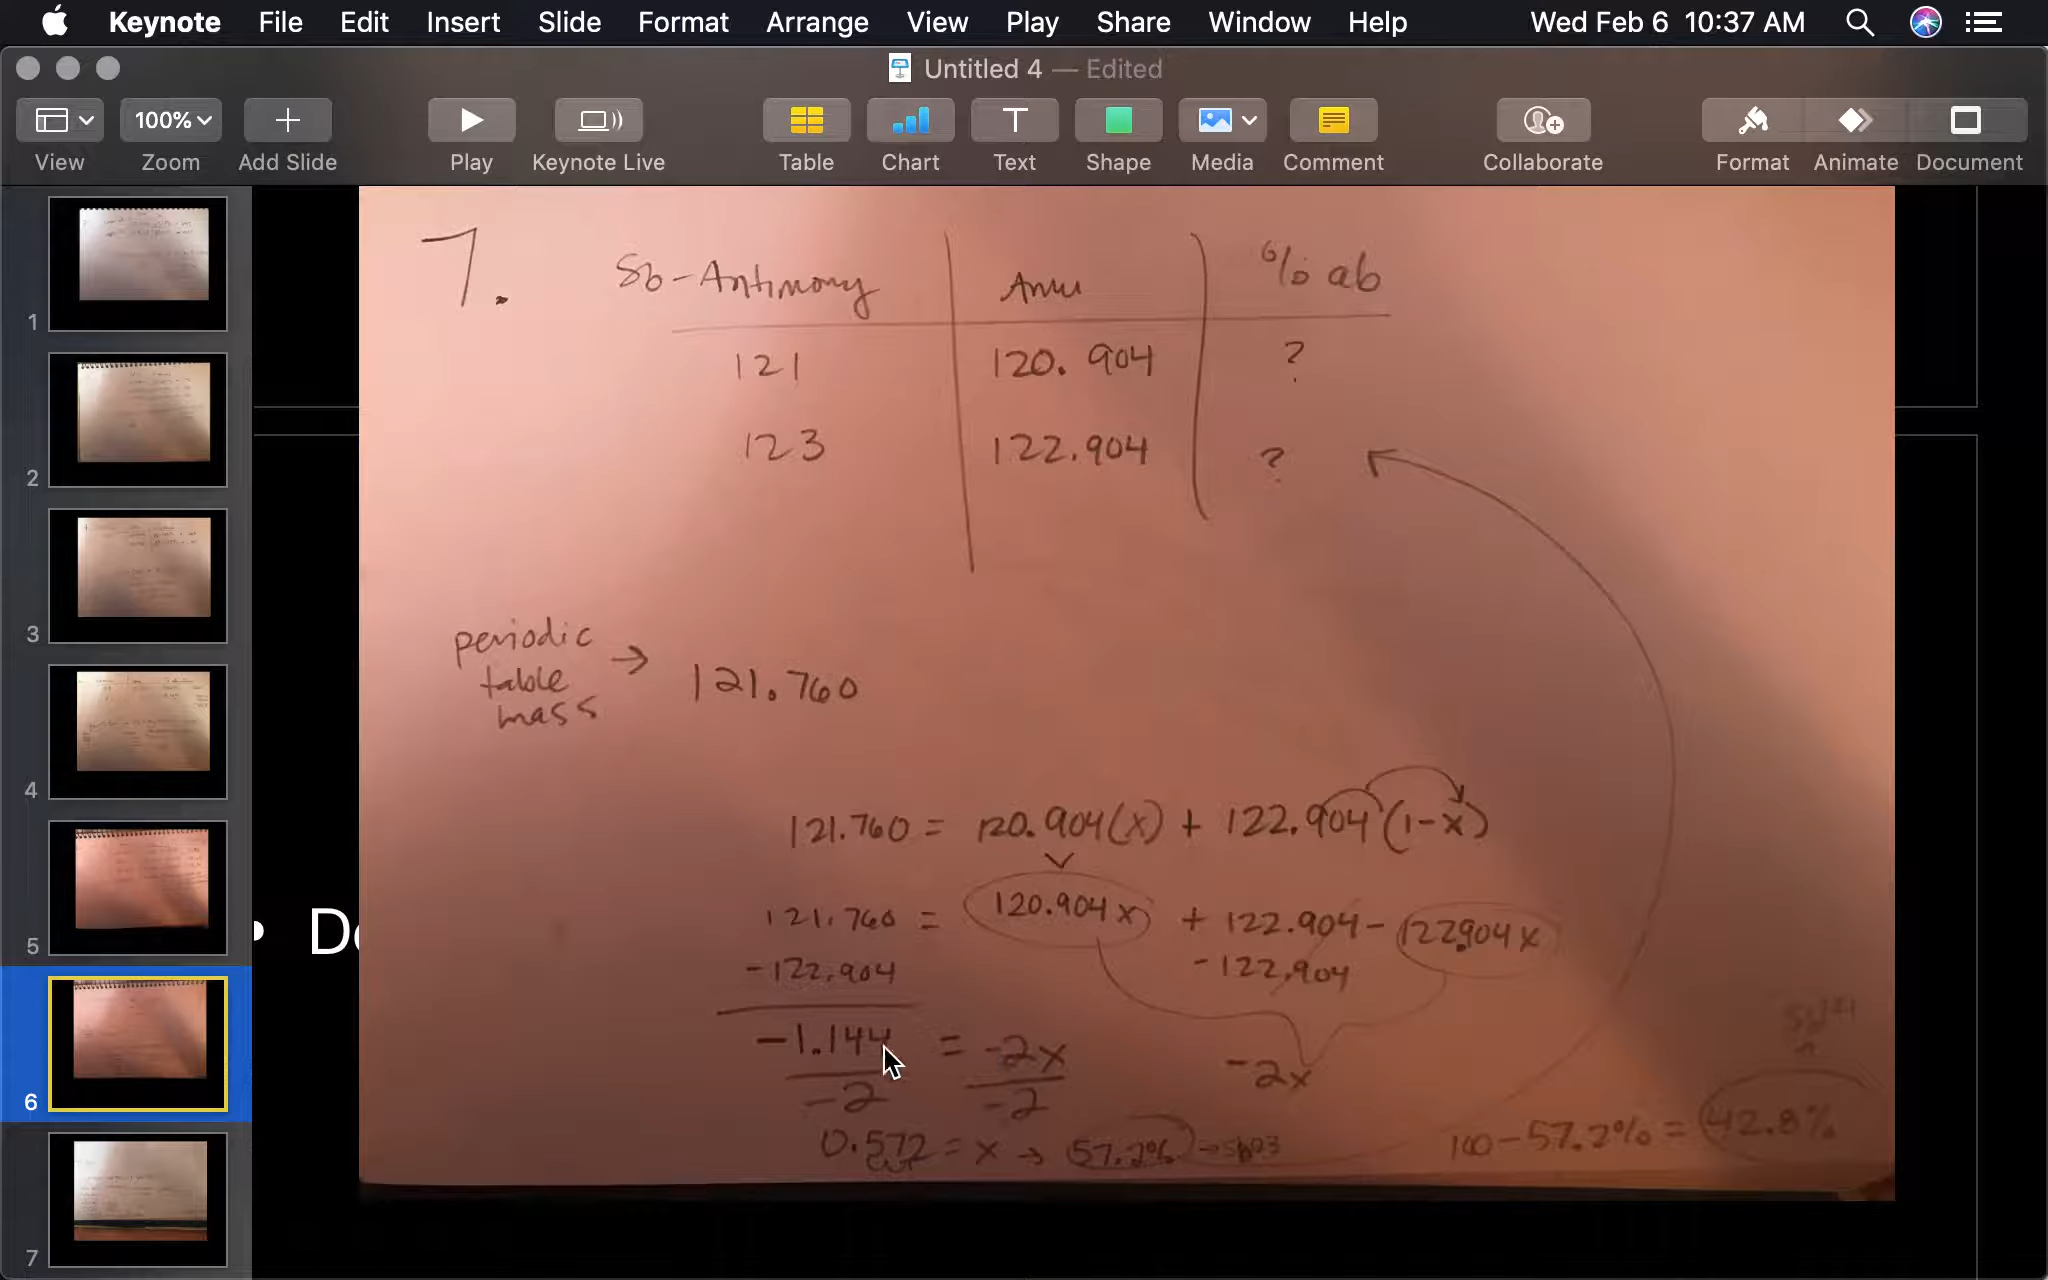 Keynote File Edit Insert Slide Format Arrange View Play Share Window Help Wed Feb 6 10:37 AM
Untitled 4 — Edited
100%
View Zoom Add Slide Play Keynote Live Table Chart Text Shape Media Comment Collaborate Format Animate Document
1
2
3
4
5
6
7
7. Sb-Antimony Amu % ab
121 120.904 ?
123 122.904 ?
periodic
table
mass → 121.760
121.760 = 120.904(x) + 122.904(1-x)
121.760 = 120.904x + 122.904 - 122.904x
-122.904 -122.904
-1.144 = -2x -2x
-2 -2
0.572 = x → 57.2% → Sb123 100-57.2% = 42.8%
• De